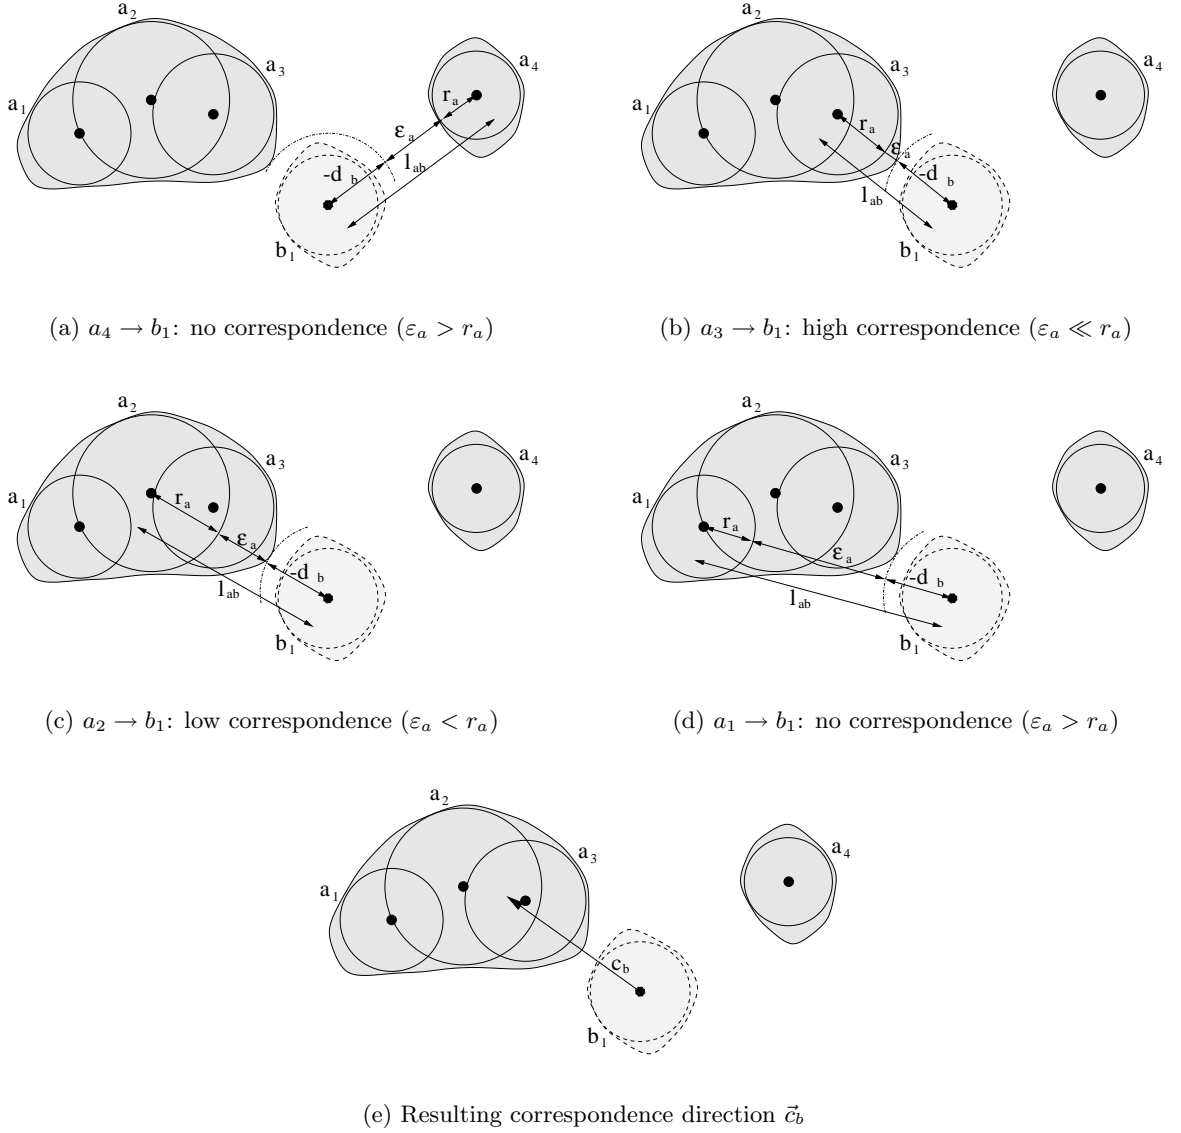 a₂
a₃
a₁
a₄
rₐ
εₐ
lₐb
-d b
b₁
(a) a₄ → b₁: no correspondence (εₐ > rₐ)
a₂
a₃
a₁
a₄
rₐ
εₐ
-d b
lₐb
b₁
(b) a₃ → b₁: high correspondence (εₐ ≪ rₐ)
a₂
a₃
a₁
a₄
rₐ
εₐ
-d b
lₐb
b₁
(c) a₂ → b₁: low correspondence (εₐ < rₐ)
a₂
a₃
a₁
a₄
rₐ
εₐ
-d b
lₐb
b₁
(d) a₁ → b₁: no correspondence (εₐ > rₐ)
a₂
a₃
a₁
a₄
c_b
b₁
(e) Resulting correspondence direction c⃗_b